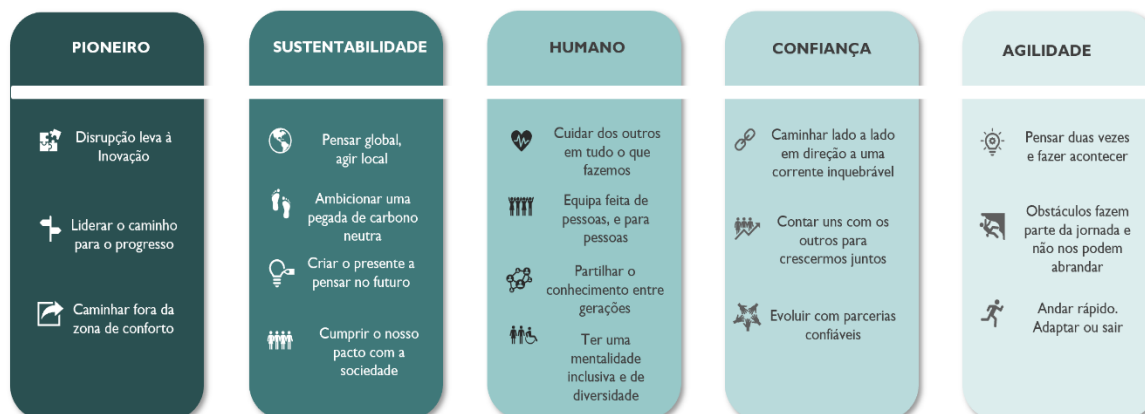 PIONEIRO
Disrupção leva à
Inovação
Liderar o caminho
para o progresso
Caminhar fora da
zona de conforto
SUSTENTABILIDADE
Pensar global,
agir local
Ambicionar uma
pegada de carbono
neutra
Criar o presente a
pensar no futuro
Cumprir o nosso
pacto com a
sociedade
HUMANO
Cuidar dos outros
em tudo o que
fazemos
Equipa feita de
pessoas, e para
pessoas
Partilhar o
conhecimento entre
gerações
Ter uma
mentalidade
inclusiva e de
diversidade
CONFIANÇA
Caminhar lado a lado
em direção a uma
corrente inquebrável
Contar uns com os
outros para
crescermos juntos
Evoluir com parcerias
confiáveis
AGILIDADE
Pensar duas vezes
e fazer acontecer
Obstáculos fazem
parte da jornada e
não nos podem
abrandar
Andar rápido.
Adaptar ou sair